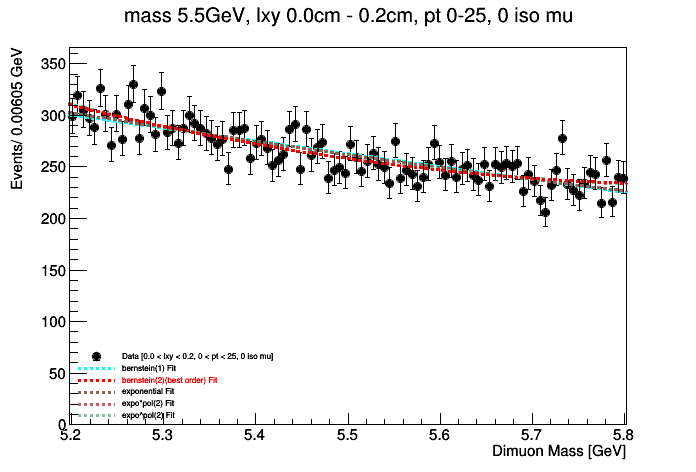 mass 5.5GeV, lxy 0.0cm - 0.2cm, pt 0-25, 0 iso mu
Events/ 0.00605 GeV
350
300
250
200
150
100
50
0
Data [0.0 < lxy < 0.2, 0 < pt < 25, 0 iso mu]
bernstein(1) Fit
bernstein(2)(best order) Fit
exponential Fit
expo*pol(2) Fit
expo^pol(2) Fit
5.2 5.3 5.4 5.5 5.6 5.7 5.8
Dimuon Mass [GeV]